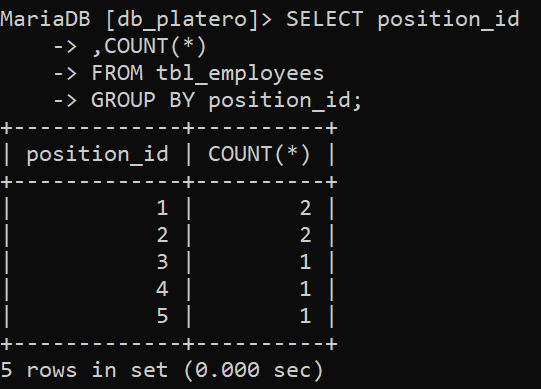 MariaDB [db_platero]> SELECT position_id
    -> ,COUNT(*)
    -> FROM tbl_employees
    -> GROUP BY position_id;
+-------------+----------+
| position_id | COUNT(*) |
+-------------+----------+
|           1 |        2 |
|           2 |        2 |
|           3 |        1 |
|           4 |        1 |
|           5 |        1 |
+-------------+----------+
5 rows in set (0.000 sec)